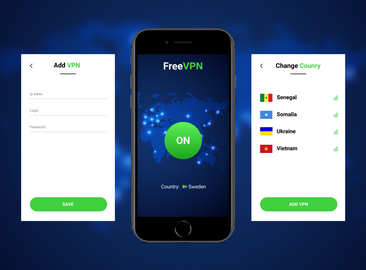 Add VPN
Ip adres
Login
Password
SAVE
FreeVPN
ON
Country: Sweden
Change Counry
Senegal
Somalia
Ukraine
Vietnam
ADD VPN